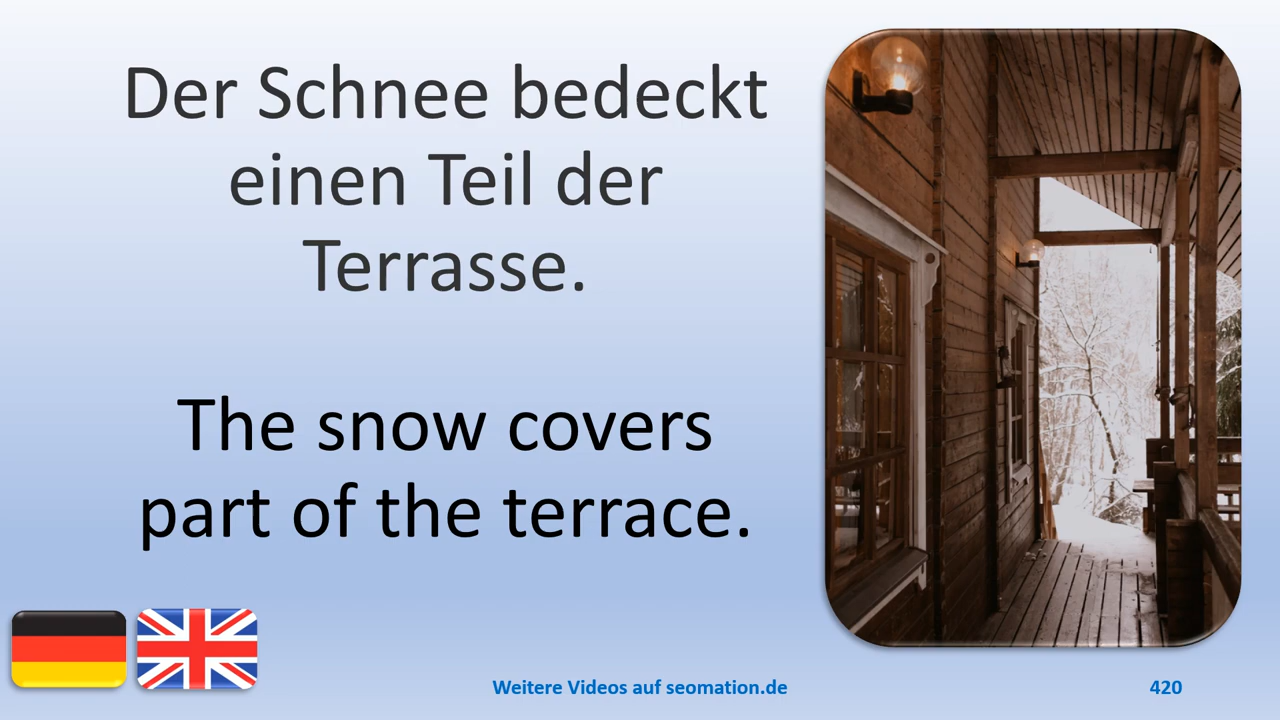 Der Schnee bedeckt
einen Teil der
Terrasse.
The snow covers
part of the terrace.
Weitere Videos auf seomation.de
420